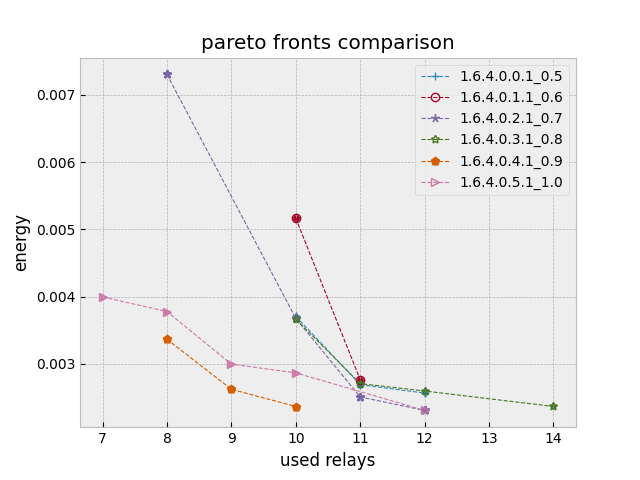 pareto fronts comparison
1.6.4.0.0.1_0.5
1.6.4.0.1.1_0.6
1.6.4.0.2.1_0.7
1.6.4.0.3.1_0.8
1.6.4.0.4.1_0.9
1.6.4.0.5.1_1.0
0.007
0.006
0.005
0.004
0.003
energy
7 8 9 10 11 12 13 14
used relays